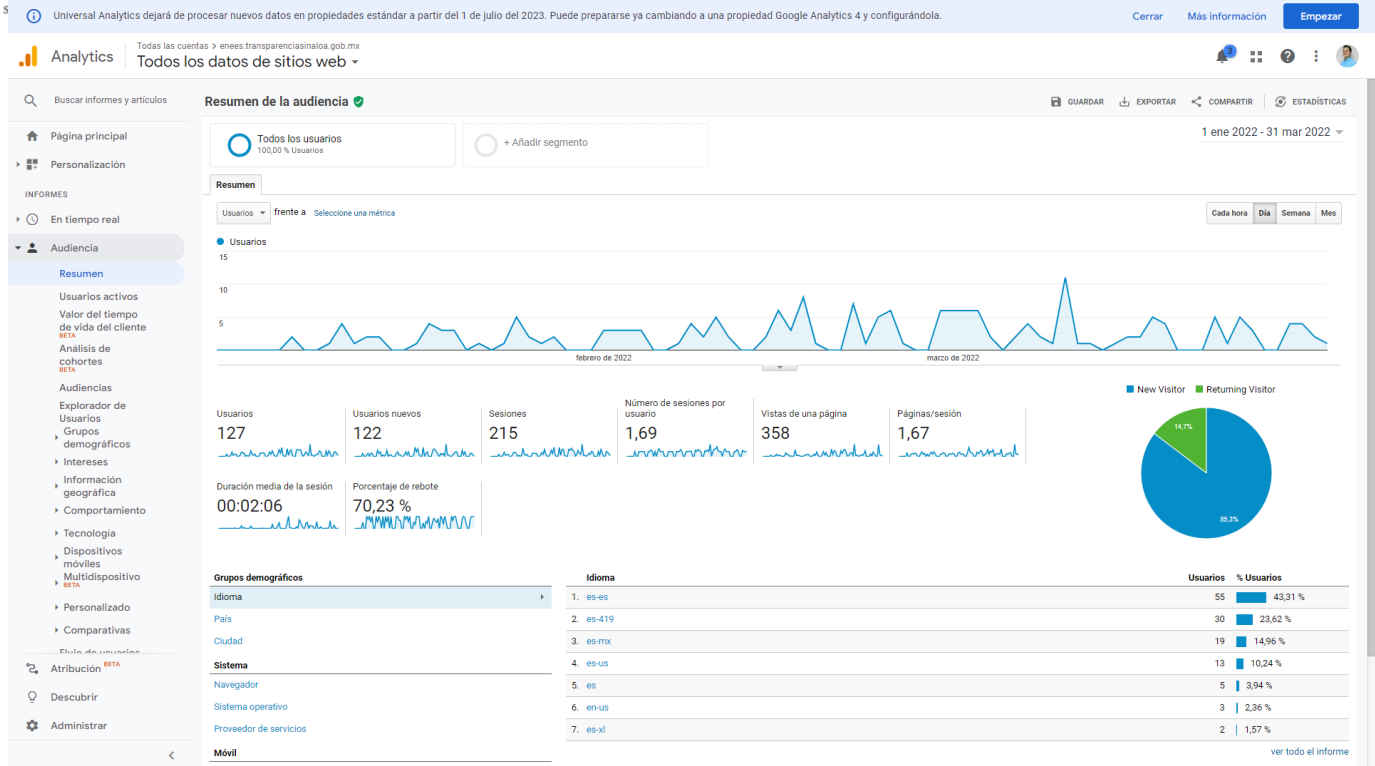 Universal Analytics dejará de procesar nuevos datos en propiedades estándar a partir del 1 de julio del 2023. Puede prepararse ya cambiando a una propiedad Google Analytics 4 y configurándola.
Cerrar
Más información
Empezar
Analytics
Todas las cuentas > enees.transparenciasinaloa.gob.mx
Todos los datos de sitios web
3
Buscar informes y artículos
Página principal
Personalización
INFORMES
En tiempo real
Audiencia
Resumen
Usuarios activos
Valor del tiempo
de vida del cliente
BETA
Análisis de
cohortes
BETA
Audiencias
Explorador de
Usuarios
Grupos
demográficos
Intereses
Información
geográfica
Comportamiento
Tecnología
Dispositivos
móviles
Multidispositivo
BETA
Personalizado
Comparativas
Flujo de usuarios
Atribución BETA
Descubrir
Administrar
Resumen de la audiencia
GUARDAR
EXPORTAR
COMPARTIR
ESTADÍSTICAS
Todos los usuarios
100,00 % Usuarios
+ Añadir segmento
1 ene 2022 - 31 mar 2022
Resumen
Usuarios
frente a
Seleccione una métrica
Cada hora
Día
Semana
Mes
Usuarios
15
10
5
febrero de 2022
marzo de 2022
New Visitor
Returning Visitor
14,7%
85,3%
Usuarios
127
Usuarios nuevos
122
Sesiones
215
Número de sesiones por
usuario
1,69
Vistas de una página
358
Páginas/sesión
1,67
Duración media de la sesión
00:02:06
Porcentaje de rebote
70,23 %
Grupos demográficos
Idioma
País
Ciudad
Sistema
Navegador
Sistema operativo
Proveedor de servicios
Móvil
Idioma Usuarios % Usuarios
1. es-es 55 43,31 %
2. es-419 30 23,62 %
3. es-mx 19 14,96 %
4. es-us 13 10,24 %
5. es 5 3,94 %
6. en-us 3 2,36 %
7. es-xl 2 1,57 %
ver todo el informe